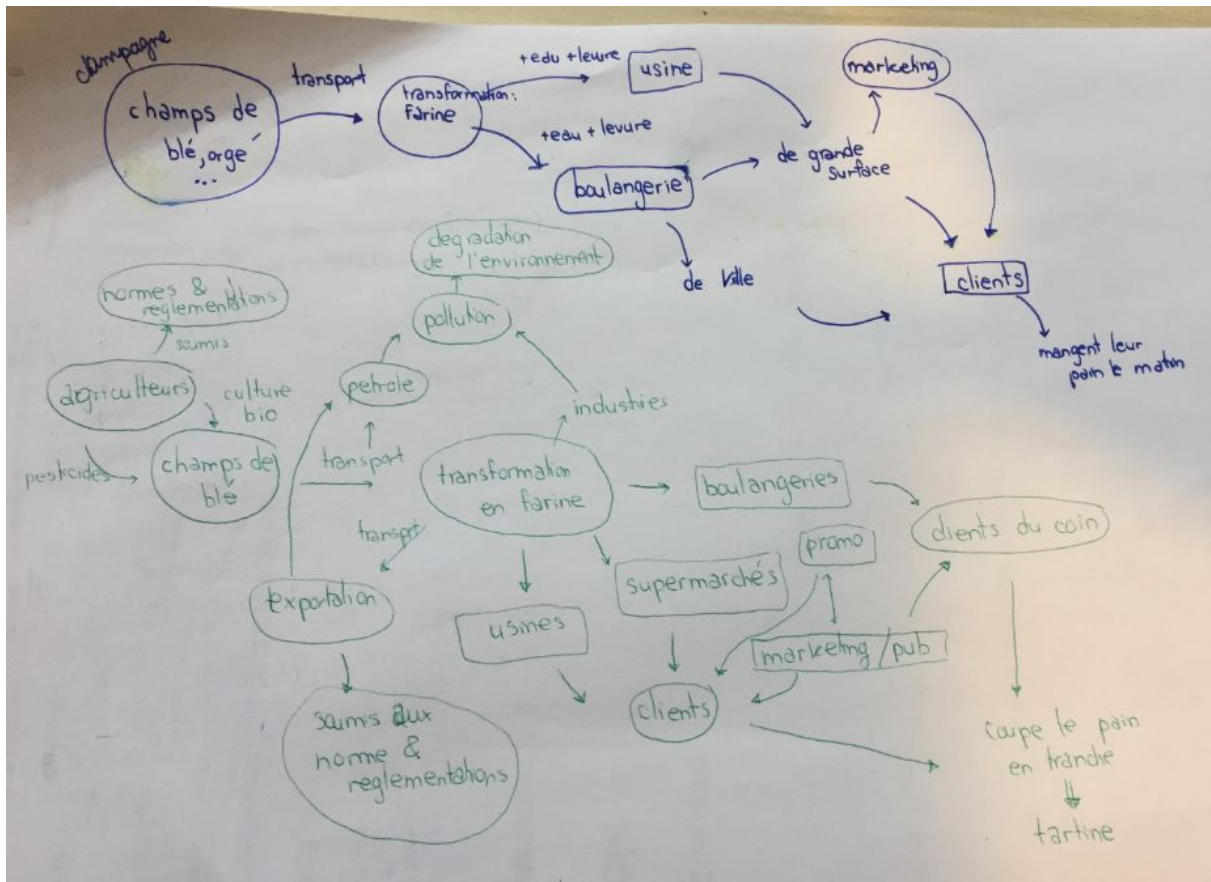 campagne
champs de
blé, orgé
...
transport
transformation:
farine
+eau +levure
usine
+eau + levure
boulangerie
de grande
surface
marketing
de ville
clients
mangent leur
pain le matin
degradation
de l'environnement
pollution
normes &
reglementations
soumis
agriculteurs
culture
bio
pesticides
champs de
blé
petrole
transport
industries
transformation
en farine
boulangeries
clients du coin
promo
transport
exportation
supermarchés
usines
marketing/pub
clients
soumis aux
norme &
reglementations
coupe le pain
en tranche
tartine